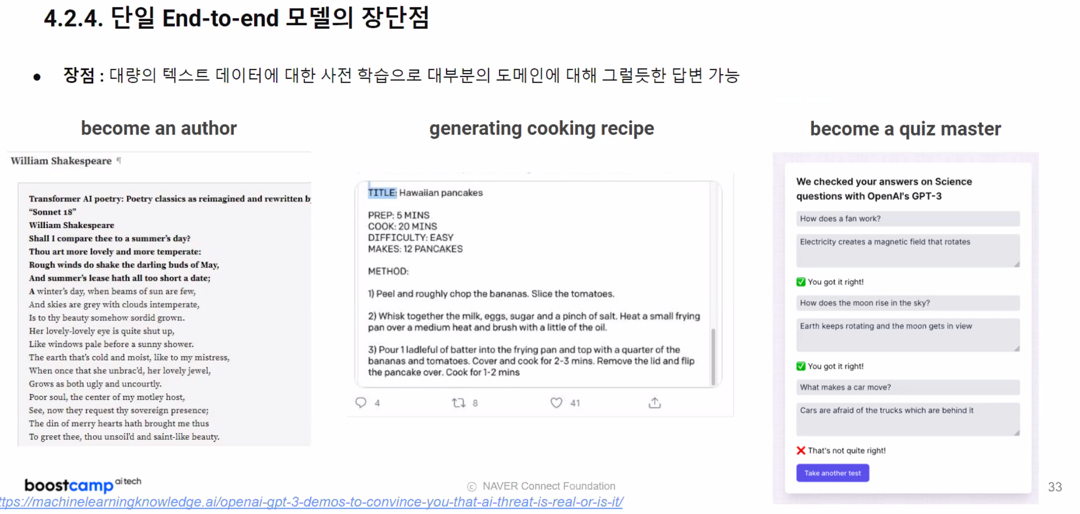 4.2.4. 단일 End-to-end 모델의 장단점
● 장점 : 대량의 텍스트 데이터에 대한 사전 학습으로 대부분의 도메인에 대해 그럴듯한 답변 가능
become an author
William Shakespeare ¶
Transformer AI poetry: Poetry classics as reimagined and rewritten b
“Sonnet 18”
William Shakespeare
Shall I compare thee to a summer’s day?
Thou art more lovely and more temperate:
Rough winds do shake the darling buds of May,
And summer’s lease hath all too short a date;
A winter’s day, when beams of sun are few,
And skies are grey with clouds intemperate,
Is to thy beauty somehow sordid grown.
Her lovely-lovely eye is quite shut up,
Like windows pale before a sunny shower.
The earth that’s cold and moist, like to my mistress,
When once that she unbrac’d, her lovely jewel,
Grows as both ugly and uncourtly.
Poor soul, the center of my motley host,
See, now they request thy sovereign presence;
The din of merry hearts hath brought me thus
To greet thee, thou unsoil’d and saint-like beauty.
generating cooking recipe
TITLE: Hawaiian pancakes
PREP: 5 MINS
COOK: 20 MINS
DIFFICULTY: EASY
MAKES: 12 PANCAKES
METHOD:
1) Peel and roughly chop the bananas. Slice the tomatoes.
2) Whisk together the milk, eggs, sugar and a pinch of salt. Heat a small frying
pan over a medium heat and brush with a little of the oil.
3) Pour 1 ladleful of batter into the frying pan and top with a quarter of the
bananas and tomatoes. Cover and cook for 2-3 mins. Remove the lid and flip
the pancake over. Cook for 1-2 mins
4 8 41
become a quiz master
We checked your answers on Science
questions with OpenAI's GPT-3
How does a fan work?
Electricity creates a magnetic field that rotates
✅ You got it right!
How does the moon rise in the sky?
Earth keeps rotating and the moon gets in view
✅ You got it right!
What makes a car move?
Cars are afraid of the trucks which are behind it
❌ That's not quite right!
Take another test
boostcamp ai tech
© NAVER Connect Foundation
33
ttps://machinelearningknowledge.ai/openai-gpt-3-demos-to-convince-you-that-ai-threat-is-real-or-is-it/